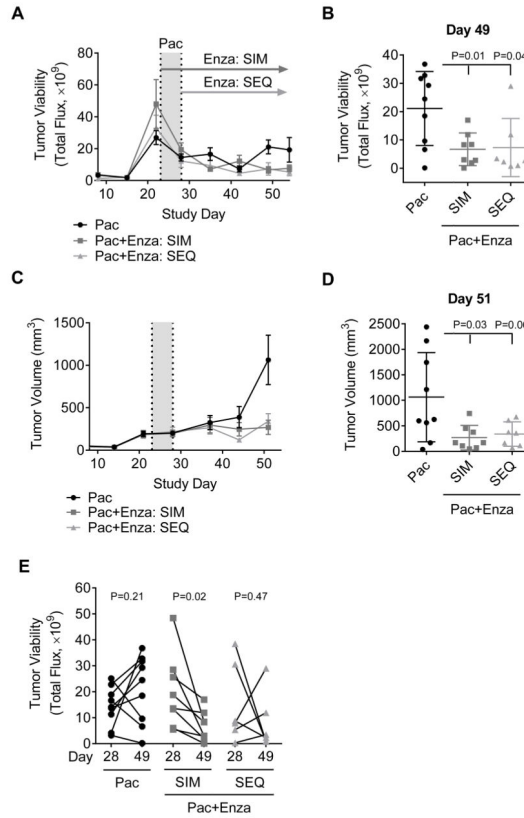 A
Pac
Enza: SIM
Enza: SEQ
Tumor Viability
(Total Flux, ×10⁹)
80
60
40
20
0
10 20 30 40 50
Study Day
Pac
Pac+Enza: SIM
Pac+Enza: SEQ
B
Day 49
P=0.01 P=0.04
Tumor Viability
(Total Flux, ×10⁹)
40
30
20
10
0
Pac SIM SEQ
Pac+Enza
C
Tumor Volume (mm³)
1500
1000
500
0
10 20 30 40 50
Study Day
Pac
Pac+Enza: SIM
Pac+Enza: SEQ
D
Day 51
P=0.03
Tumor Volume (mm³)
2500
2000
1500
1000
500
0
Pac SIM SEQ
Pac+Enza
E
Tumor Viability
(Total Flux, ×10⁹)
60
50
40
30
20
10
0
P=0.21 P=0.02 P=0.47
Day 28 49 28 49 28 49
Pac SIM SEQ
Pac+Enza